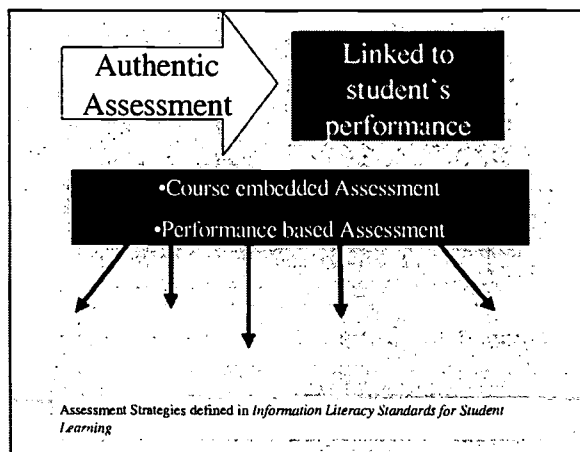 Authentic
Assessment
Linked to
student`s
performance
•Course embedded Assessment
•Performance based Assessment
Assessment Strategies defined in Information Literacy Standards for Student
Learning